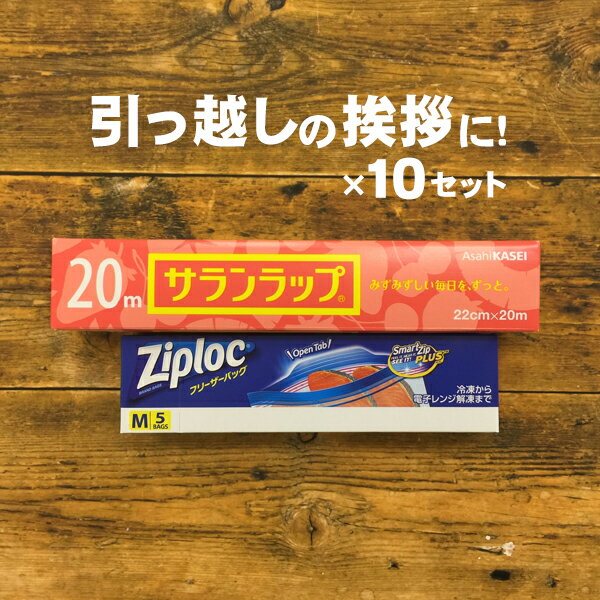 引っ越しの挨拶に!
×10セット
20m
サランラップ®
AsahiKASEI
みずみずしい毎日を、ずっと。
22cm×20m
Ziploc
フリーザーバッグ
Open Tab!
Smart Zip
PLUS
冷凍から
電子レンジ解凍まで
M 5
BAGS